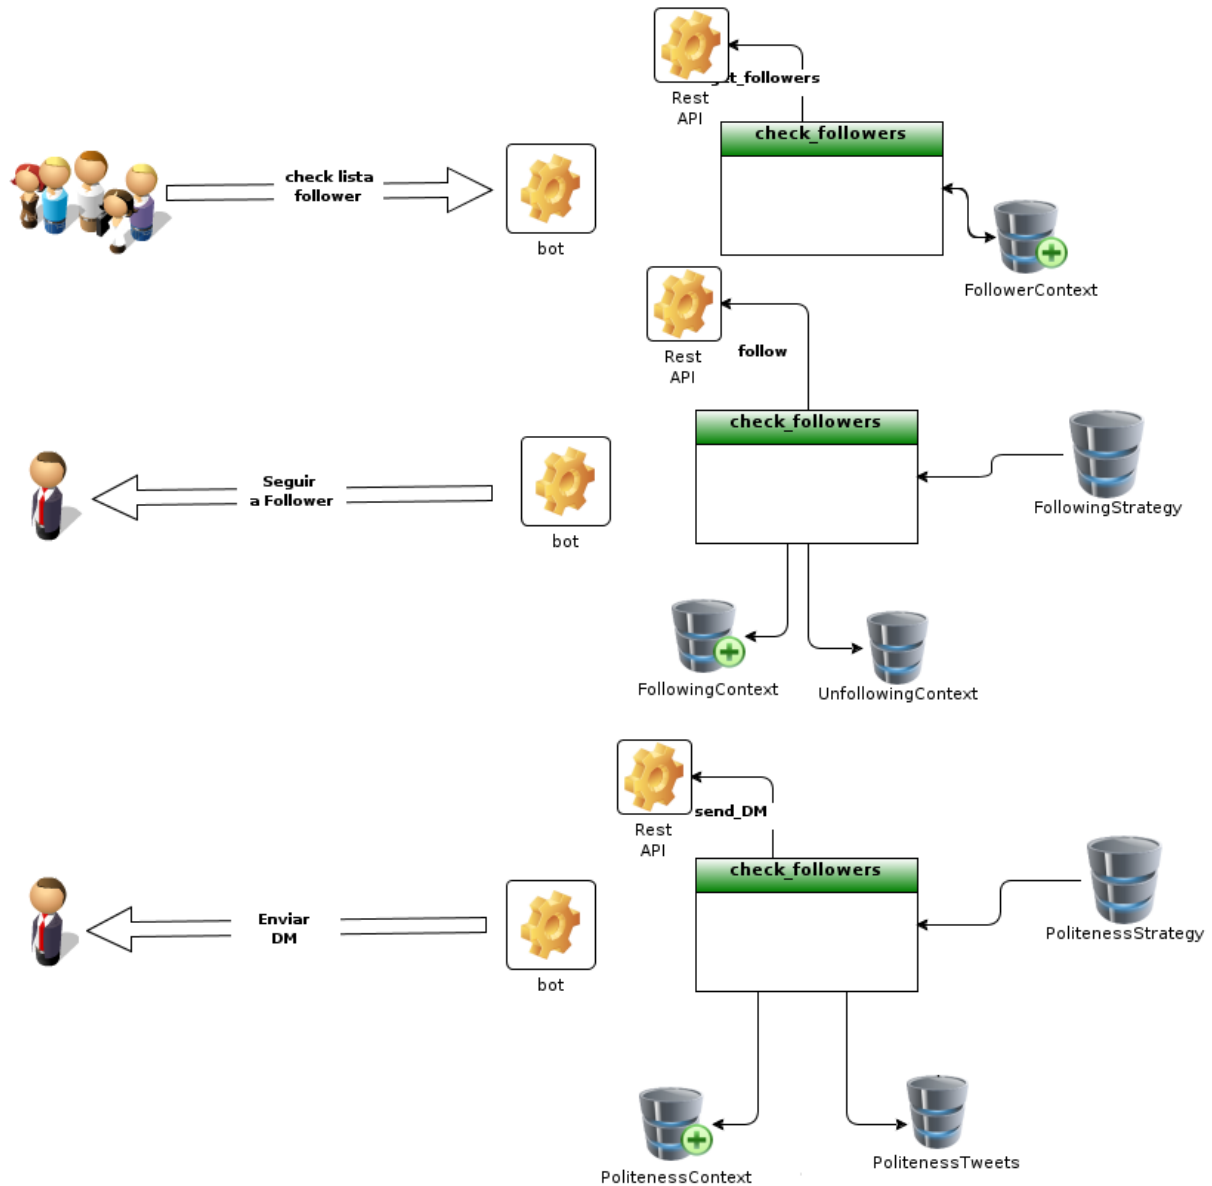 Rest
API
get_followers
check_followers
check lista
follower
bot
FollowerContext
Rest
API
follow
check_followers
Seguir
a Follower
bot
FollowingStrategy
FollowingContext
UnfollowingContext
Rest
API
send_DM
check_followers
Enviar
DM
bot
PolitenessStrategy
PolitenessContext
PolitenessTweets